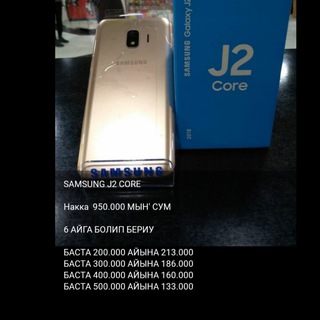 SAMSUNG
SAMSUNG
SAMSUNG Galaxy J2
J2
Core
2018
SAMSUNG J2 CORE
Накка 950.000 МЫН' СУМ
6 АЙГА БОЛИП БЕРИУ
БАСТА 200.000 АЙЫНА 213.000
БАСТА 300.000 АЙЫНА 186.000
БАСТА 400.000 АЙЫНА 160.000
БАСТА 500.000 АЙЫНА 133.000